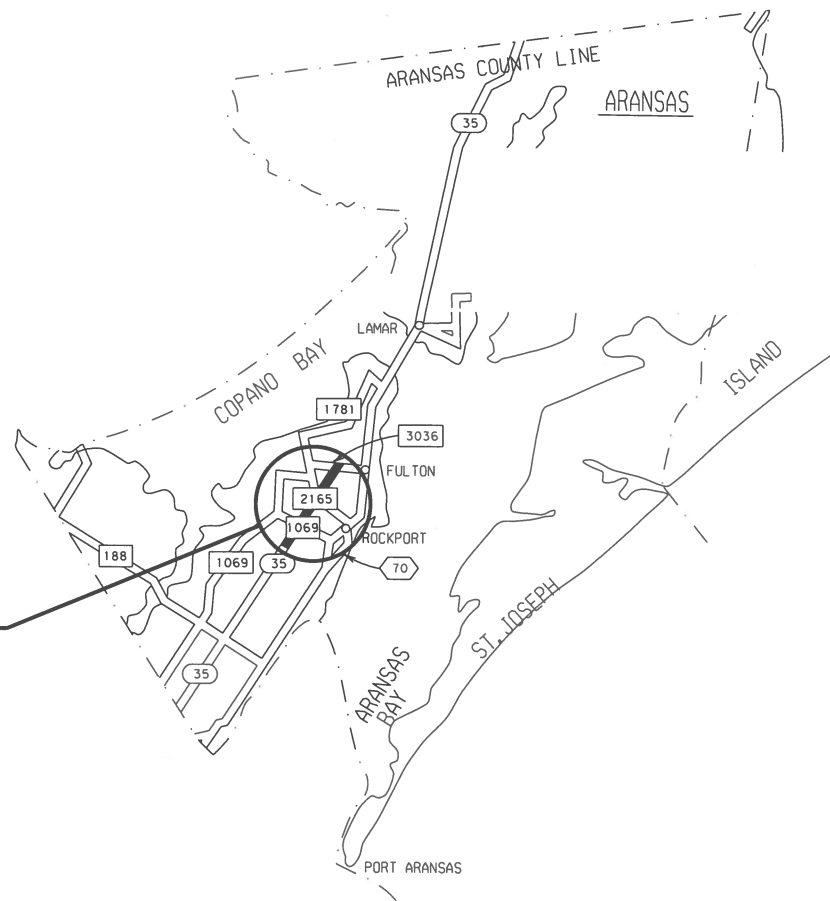 ARANSAS COUNTY LINE
ARANSAS
35
LAMAR
COPANO BAY
ISLAND
1781
3036
FULTON
2165
1069
ROCKPORT
188
1069
35
70
ST. JOSEPH
35
ARANSAS
BAY
PORT ARANSAS